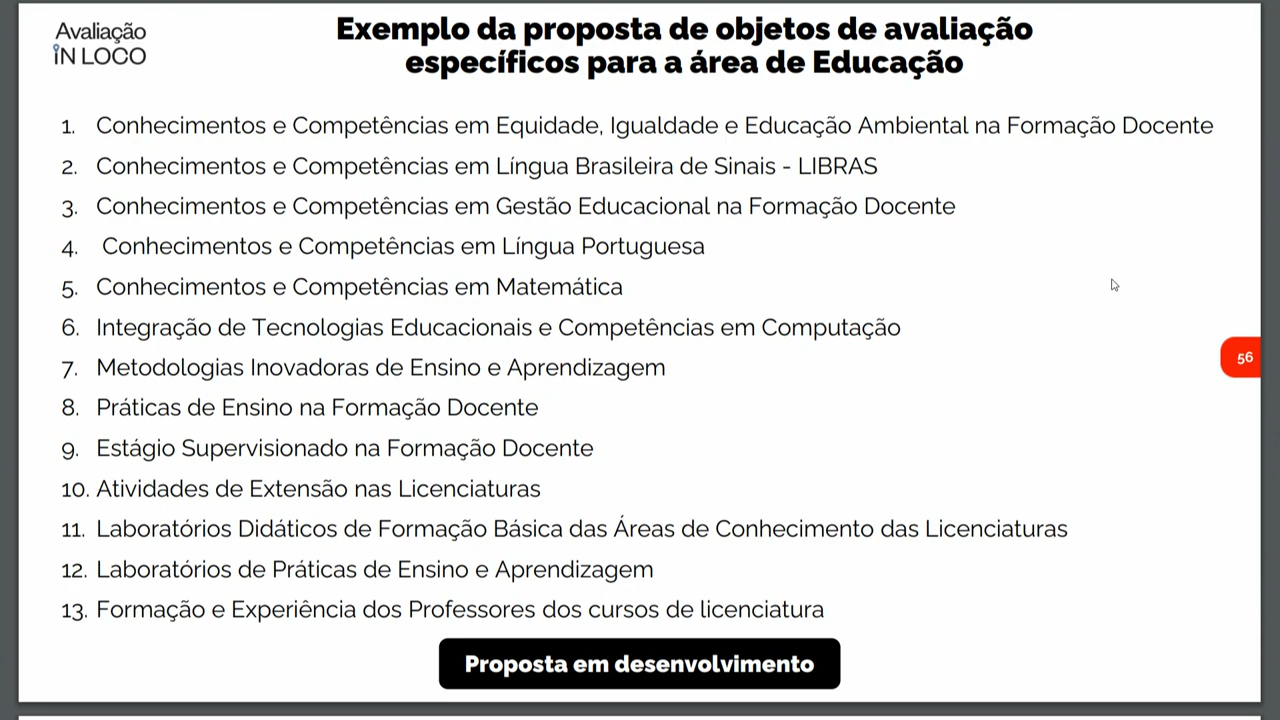 Avaliação
iN LOCO
Exemplo da proposta de objetos de avaliação
específicos para a área de Educação
1. Conhecimentos e Competências em Equidade, Igualdade e Educação Ambiental na Formação Docente
2. Conhecimentos e Competências em Língua Brasileira de Sinais - LIBRAS
3. Conhecimentos e Competências em Gestão Educacional na Formação Docente
4. Conhecimentos e Competências em Língua Portuguesa
5. Conhecimentos e Competências em Matemática
6. Integração de Tecnologias Educacionais e Competências em Computação
56
7. Metodologias Inovadoras de Ensino e Aprendizagem
8. Práticas de Ensino na Formação Docente
9. Estágio Supervisionado na Formação Docente
10. Atividades de Extensão nas Licenciaturas
11. Laboratórios Didáticos de Formação Básica das Áreas de Conhecimento das Licenciaturas
12. Laboratórios de Práticas de Ensino e Aprendizagem
13. Formação e Experiência dos Professores dos cursos de licenciatura
Proposta em desenvolvimento